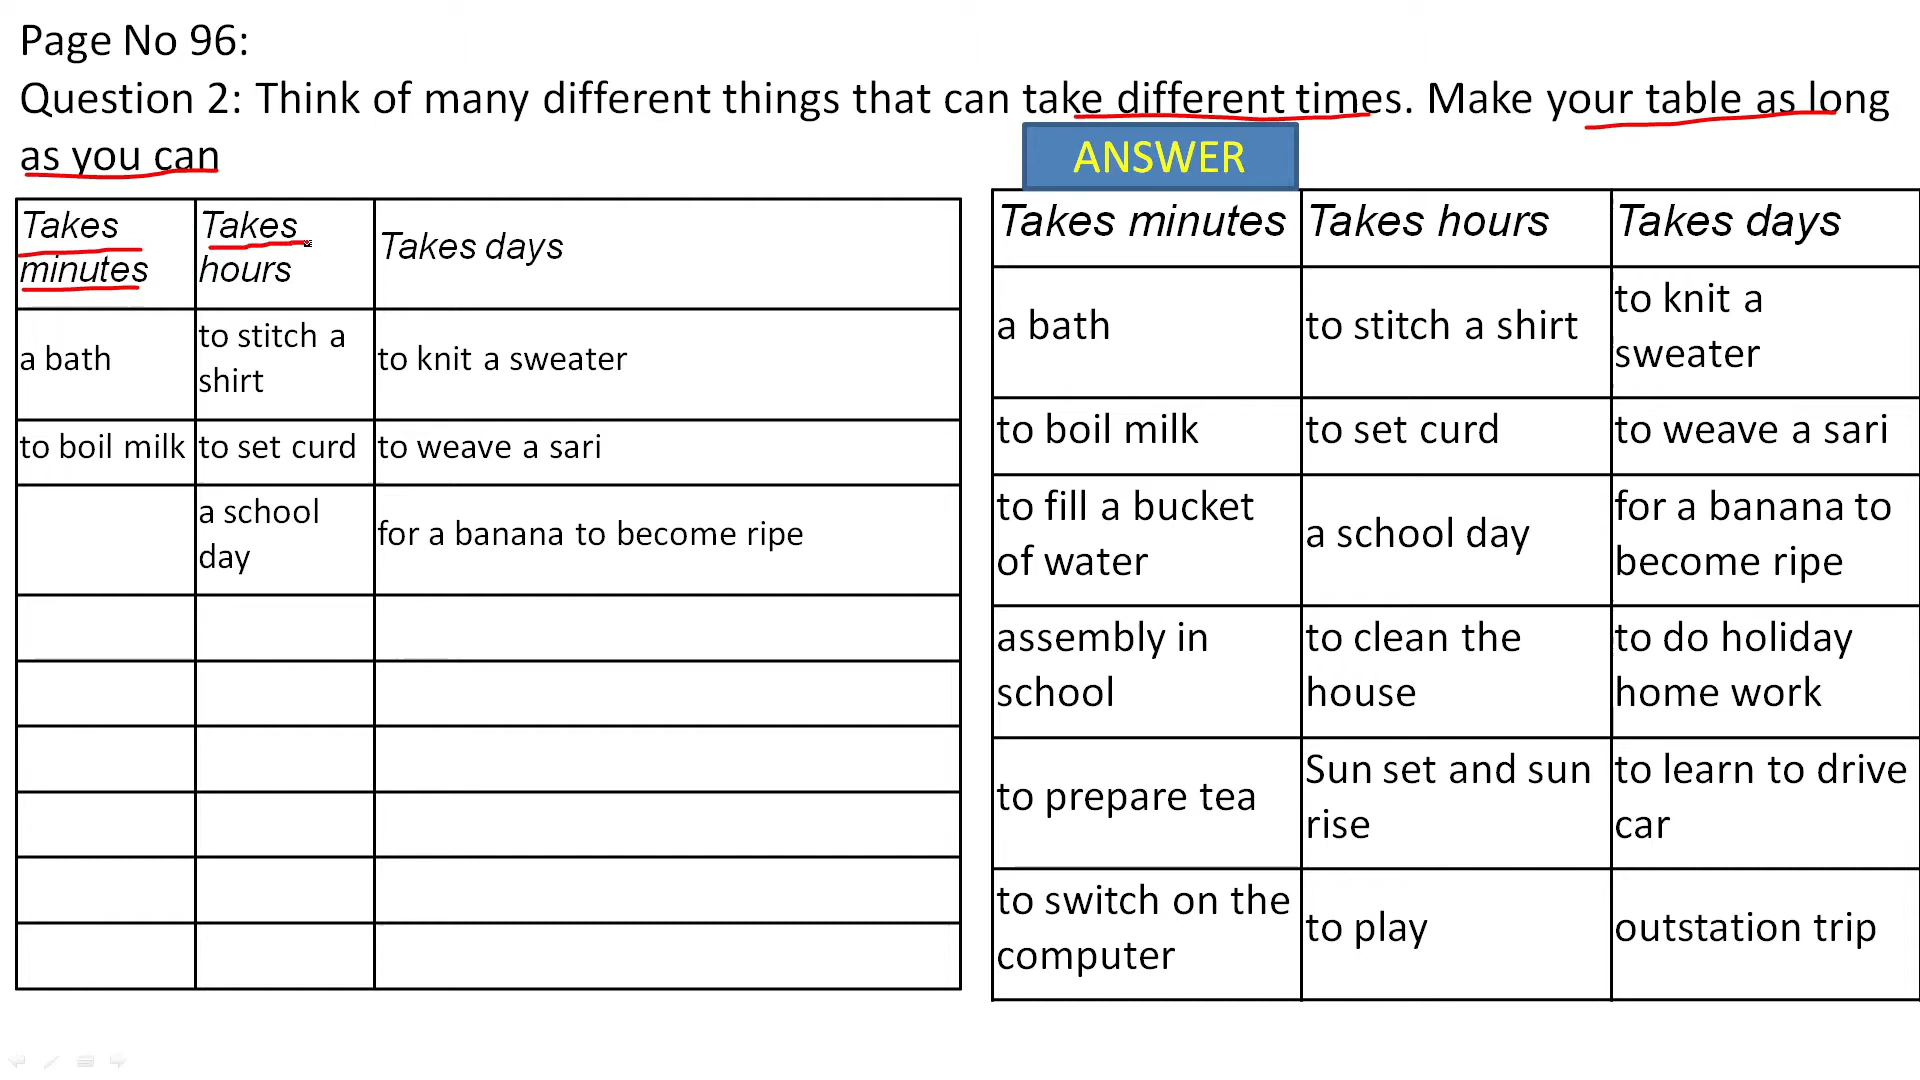 Page No 96:
Question 2: Think of many different things that can take different times. Make your table as long
as you can
ANSWER
Takes
minutes
Takes
hours
Takes days
a bath
to stitch a
shirt
to knit a sweater
to boil milk
to set curd
to weave a sari
a school
day
for a banana to become ripe
Takes minutes
Takes hours
Takes days
a bath
to stitch a shirt
to knit a
sweater
to boil milk
to set curd
to weave a sari
to fill a bucket
of water
a school day
for a banana to
become ripe
assembly in
school
to clean the
house
to do holiday
home work
to prepare tea
Sun set and sun
rise
to learn to drive
car
to switch on the
computer
to play
outstation trip